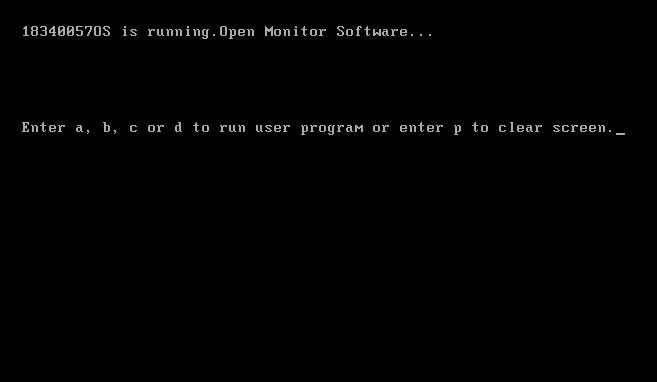 18340057OS is running.Open Monitor Software...
Enter a, b, c or d to run user program or enter p to clear screen._